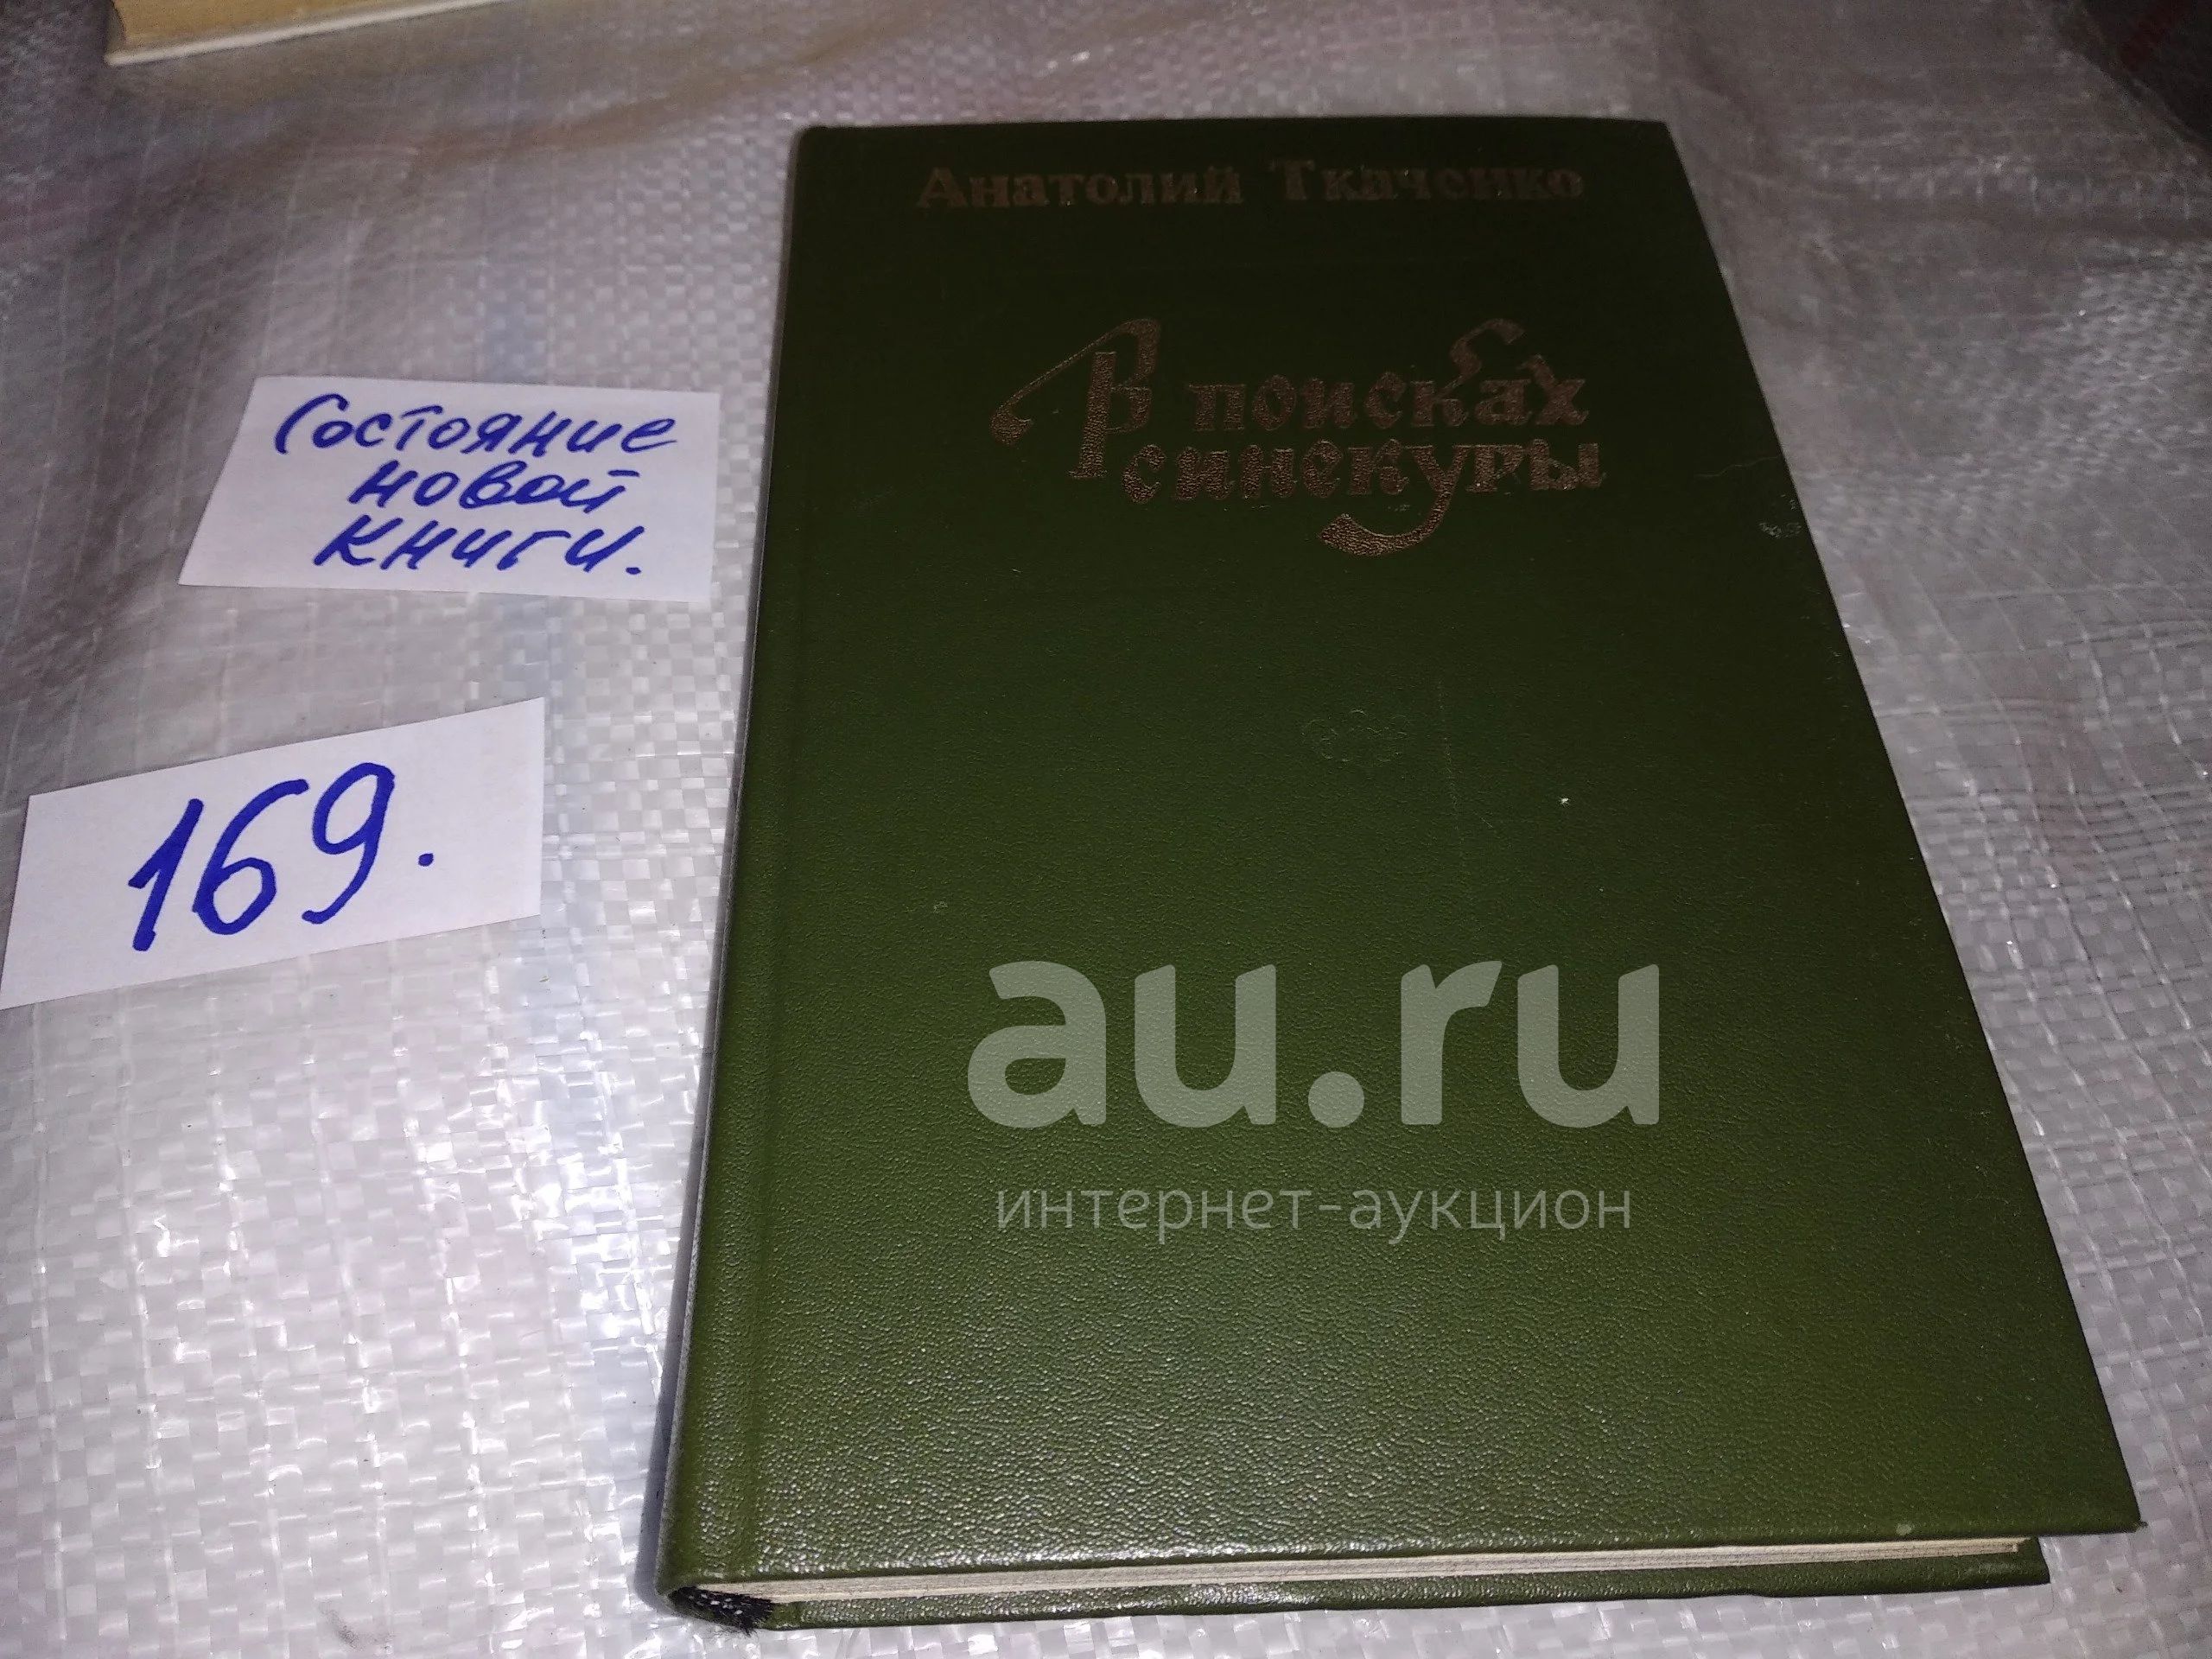 Анатолий Ткаченко
В поисках
синекуры
Состояние
новой
книги.
169.
au.ru
интернет-аукцион